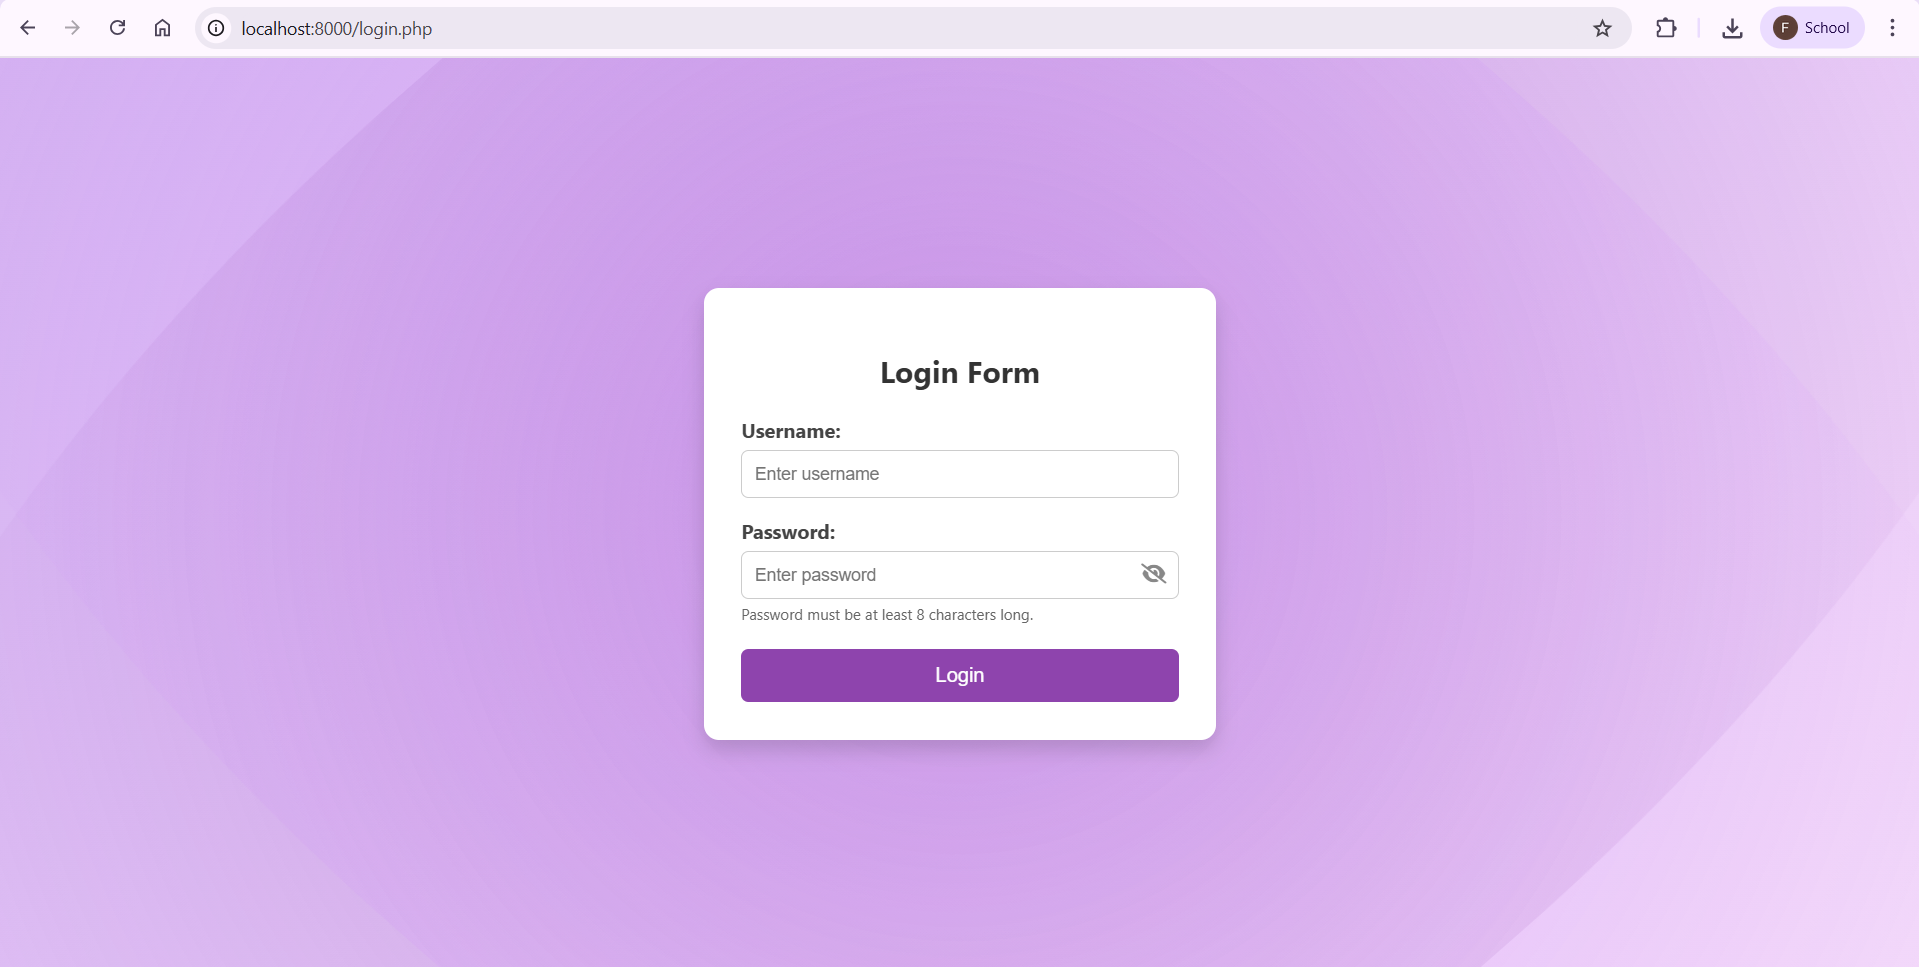 localhost:8000/login.php
F School
Login Form
Username:
Enter username
Password:
Enter password
Password must be at least 8 characters long.
Login